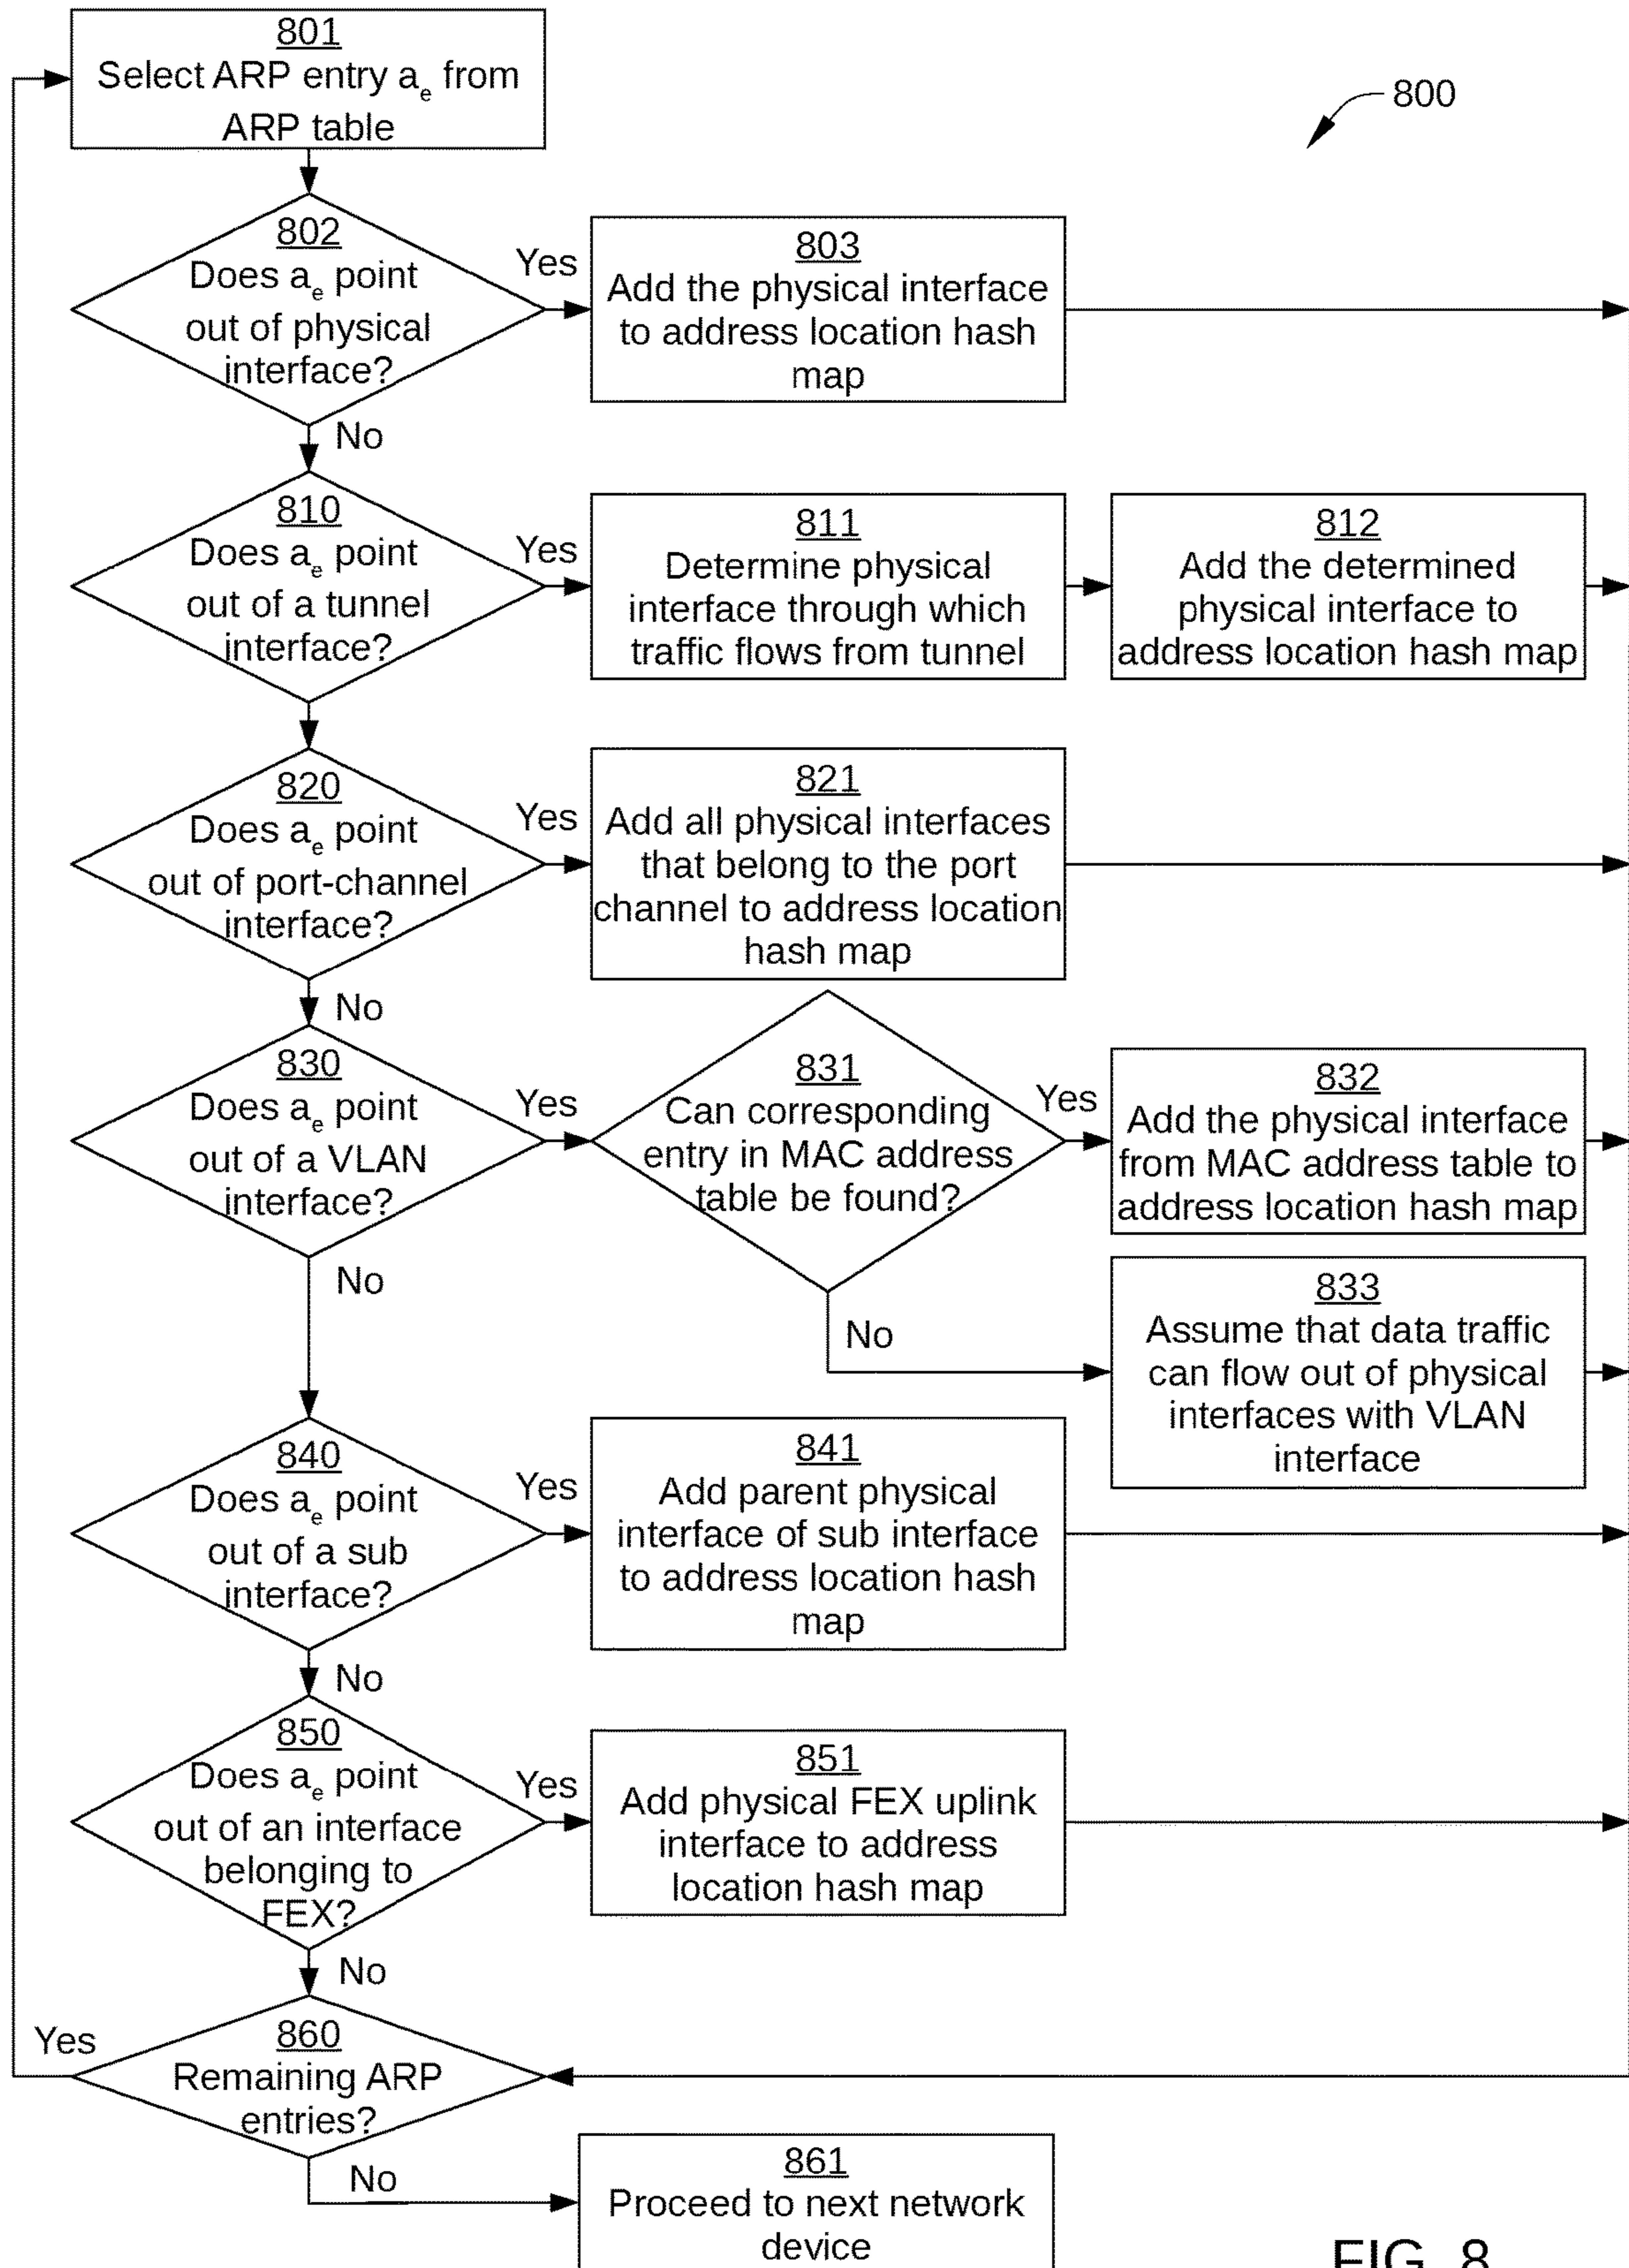 801
Select ARP entry ae from
ARP table
800
802
Does ae point
out of physical
interface?
Yes
803
Add the physical interface
to address location hash
map
No
810
Does ae point
out of a tunnel
interface?
Yes
811
Determine physical
interface through which
traffic flows from tunnel
812
Add the determined
physical interface to
address location hash map
820
Does ae point
out of port-channel
interface?
Yes
821
Add all physical interfaces
that belong to the port
channel to address location
hash map
No
830
Does ae point
out of a VLAN
interface?
Yes
831
Can corresponding
entry in MAC address
table be found?
Yes
832
Add the physical interface
from MAC address table to
address location hash map
No
No
833
Assume that data traffic
can flow out of physical
interfaces with VLAN
interface
840
Does ae point
out of a sub
interface?
Yes
841
Add parent physical
interface of sub interface
to address location hash
map
No
850
Does ae point
out of an interface
belonging to
FEX?
Yes
851
Add physical FEX uplink
interface to address
location hash map
No
Yes
860
Remaining ARP
entries?
No
861
Proceed to next network
device
FIG. 8